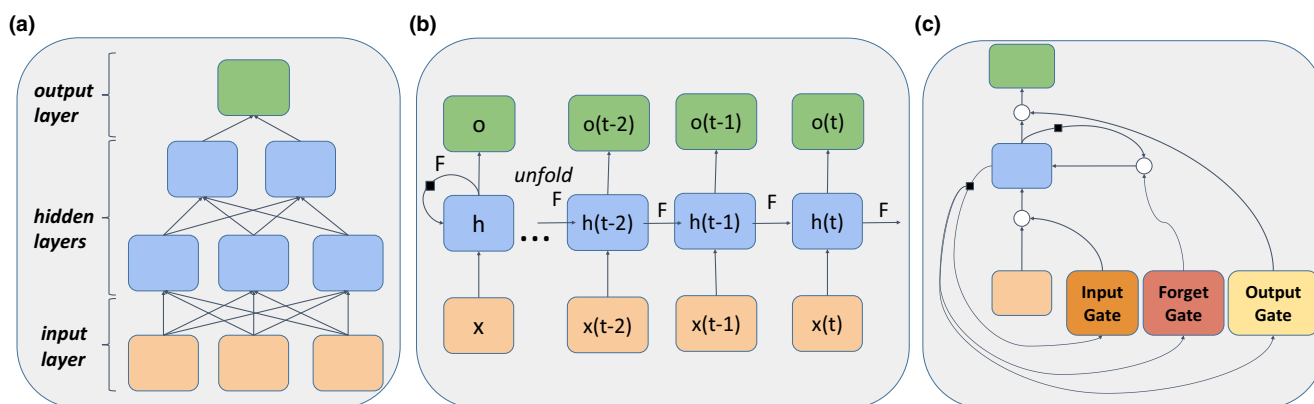 (a)
output
layer
hidden
layers
input
layer
(b)
o
o(t-2)
o(t-1)
o(t)
F
unfold
F
F
F
F
h
...
h(t-2)
h(t-1)
h(t)
x
x(t-2)
x(t-1)
x(t)
(c)
Input
Gate
Forget
Gate
Output
Gate